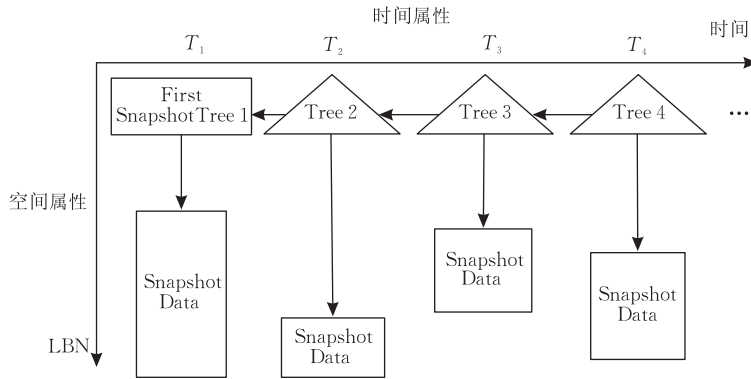 时间属性
时间
T1 T2 T3 T4
First
SnapshotTree 1
Tree 2
Tree 3
Tree 4
...
空间属性
Snapshot
Data
Snapshot
Data
Snapshot
Data
Snapshot
Data
LBN